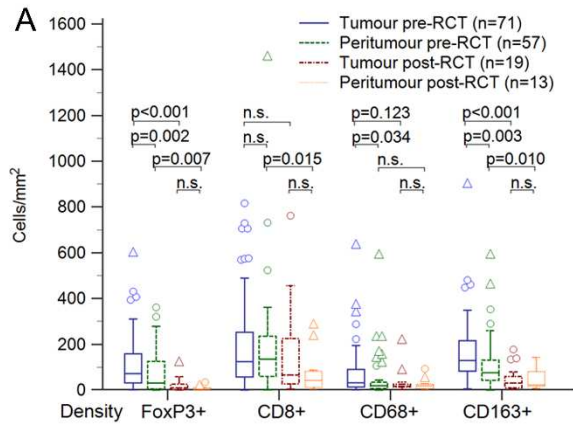 A
1600
1400
1200
1000
800
600
400
200
0
Cells/mm²
Tumour pre-RCT (n=71)
Peritumour pre-RCT (n=57)
Tumour post-RCT (n=19)
Peritumour post-RCT (n=13)
p<0.001
p=0.002
p=0.007
n.s.
n.s.
n.s.
p=0.015
n.s.
p=0.123
p=0.034
n.s.
n.s.
p<0.001
p=0.003
p=0.010
n.s.
Density FoxP3+ CD8+ CD68+ CD163+